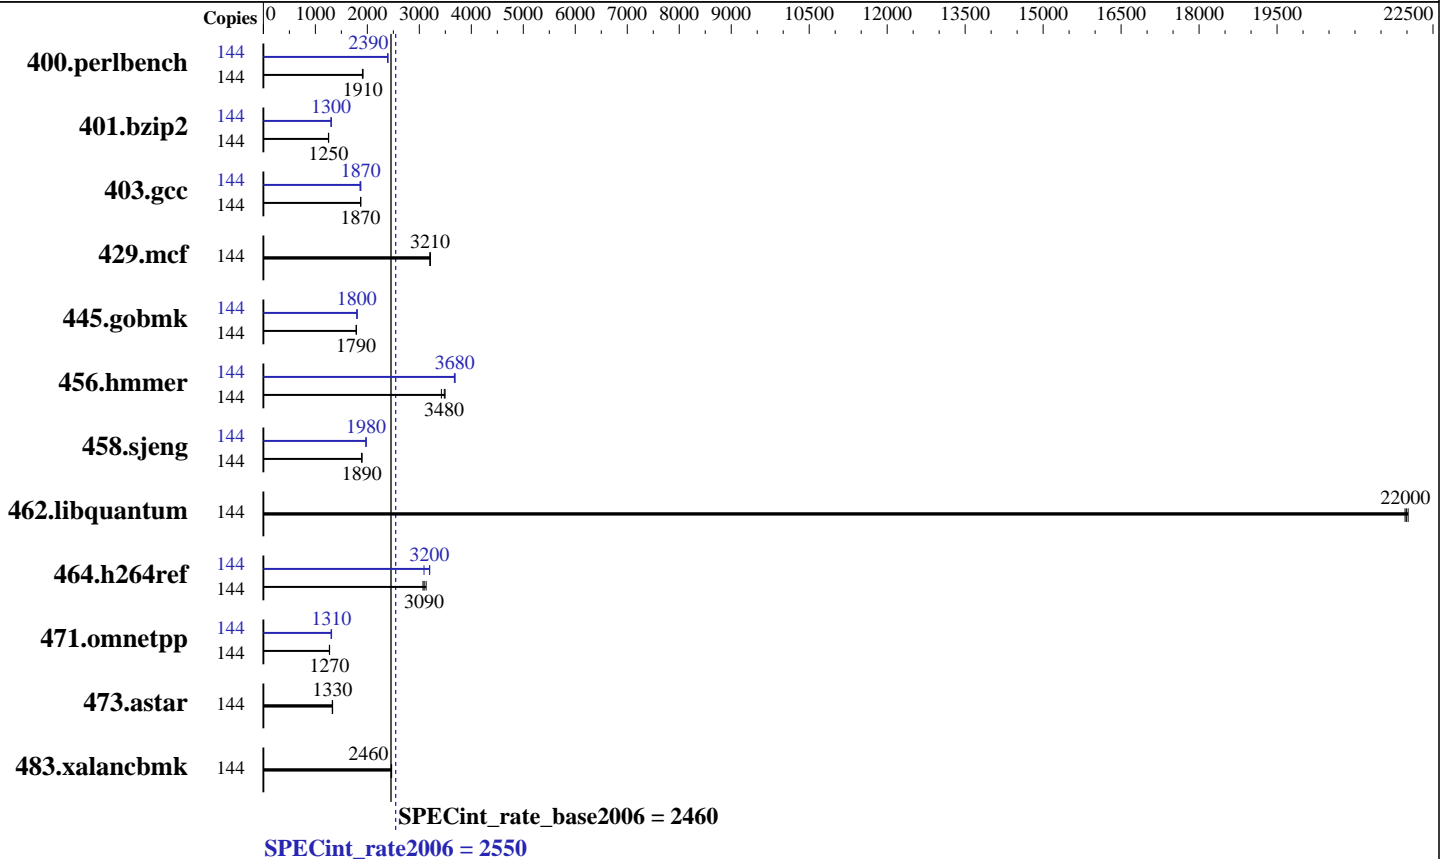 Copies 0 1000 2000 3000 4000 5000 6000 7000 8000 9000 10500 12000 13500 15000 16500 18000 19500 22500
400.perlbench 144 2390
144 1910
401.bzip2 144 1300
144 1250
403.gcc 144 1870
144 1870
429.mcf 144 3210
445.gobmk 144 1800
144 1790
456.hmmer 144 3680
144 3480
458.sjeng 144 1980
144 1890
462.libquantum 144 22000
464.h264ref 144 3200
144 3090
471.omnetpp 144 1310
144 1270
473.astar 144 1330
483.xalancbmk 144 2460
SPECint_rate_base2006 = 2460
SPECint_rate2006 = 2550